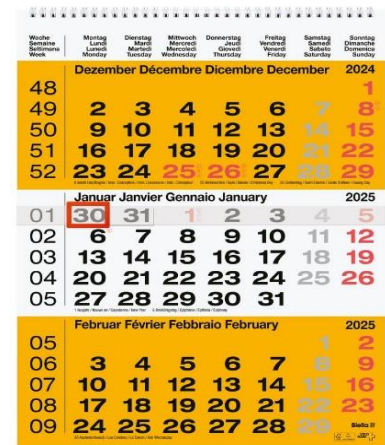 Woche Montag Dienstag Mittwoch Donnerstag Freitag Samstag Sonntag
Semaine Lundi Mardi Mercredi Jeudi Vendredi Samedi Dimanche
Settimana Lunedì Martedì Mercoledì Giovedì Venerdì Sabato Domenica
Week Monday Tuesday Wednesday Thursday Friday Saturday Sunday
Dezember Décembre Dicembre December 2024
48 1
49 2 3 4 5 6 7 8
50 9 10 11 12 13 14 15
51 16 17 18 19 20 21 22
52 23 24 25 26 27 28 29
Januar Janvier Gennaio January 2025
01 30 31 1 2 3 4 5
02 6 7 8 9 10 11 12
03 13 14 15 16 17 18 19
04 20 21 22 23 24 25 26
05 27 28 29 30 31
Februar Février Febbraio February 2025
05 1 2
06 3 4 5 6 7 8 9
07 10 11 12 13 14 15 16
08 17 18 19 20 21 22 23
09 24 25 26 27 28 29 Biella